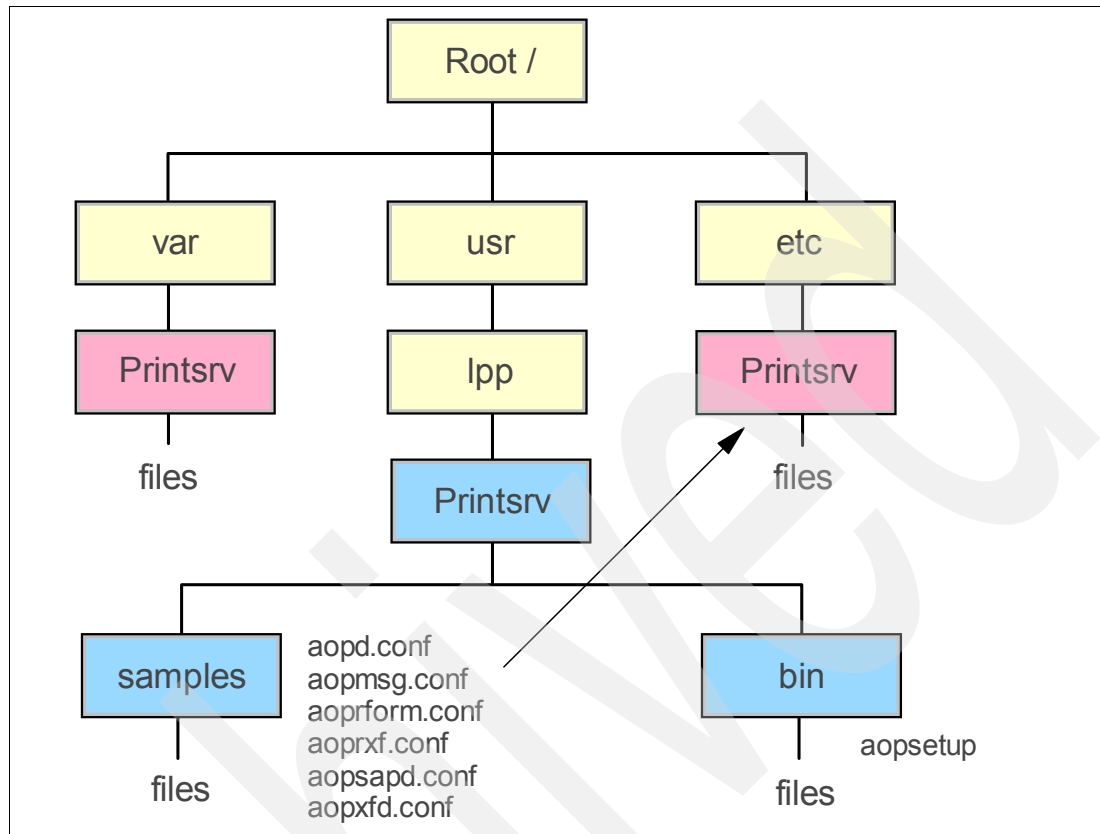 Root /
var
usr
etc
Printsrv
lpp
Printsrv
files
files
Printsrv
samples
aopd.conf
aopmsg.conf
aoprform.conf
aoprxf.conf
aopsapd.conf
aopxfd.conf
bin
files
files
aopsetup